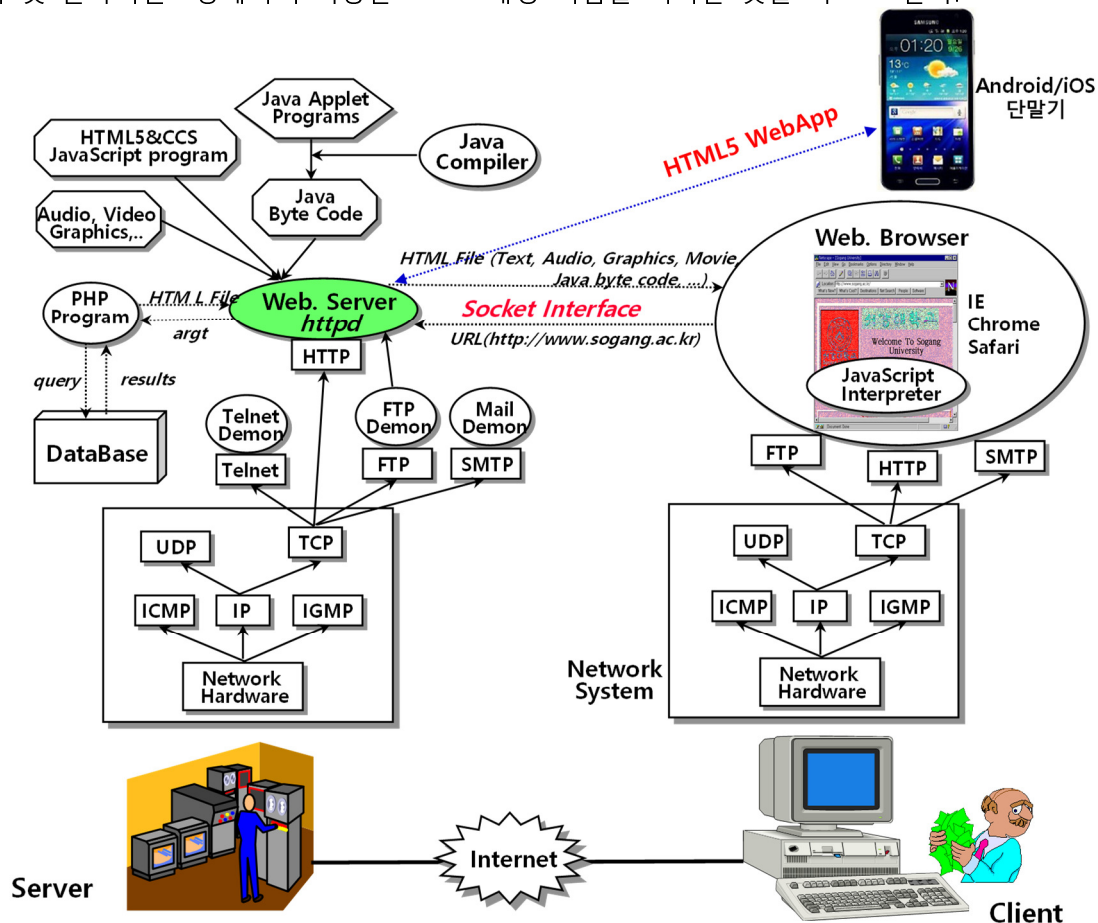 Java Applet
Programs
HTML5&CCS
JavaScript program
Java
Compiler
Java
Byte Code
Audio, Video
Graphics,..
HTML5 WebApp
SAMSUNG
01:20
13°C
Android/iOS
단말기
PHP
Program
HTM L File
argt
query
results
DataBase
Web. Server
httpd
HTTP
HTML File (Text, Audio, Graphics, Movie,
Java byte code, ...)
Socket Interface
URL(http://www.sogang.ac.kr)
Web. Browser
Welcome To Sogang
University
JavaScript
Interpreter
IE
Chrome
Safari
Telnet
Demon
Telnet
FTP
Demon
FTP
Mail
Demon
SMTP
FTP
HTTP
SMTP
UDP
TCP
ICMP
IP
IGMP
Network
Hardware
Network
System
UDP
TCP
ICMP
IP
IGMP
Network
Hardware
Server
Internet
Client